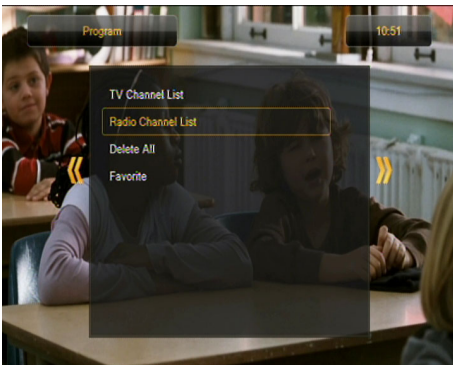 Program
10:51
TV Channel List
Radio Channel List
Delete All
Favorite